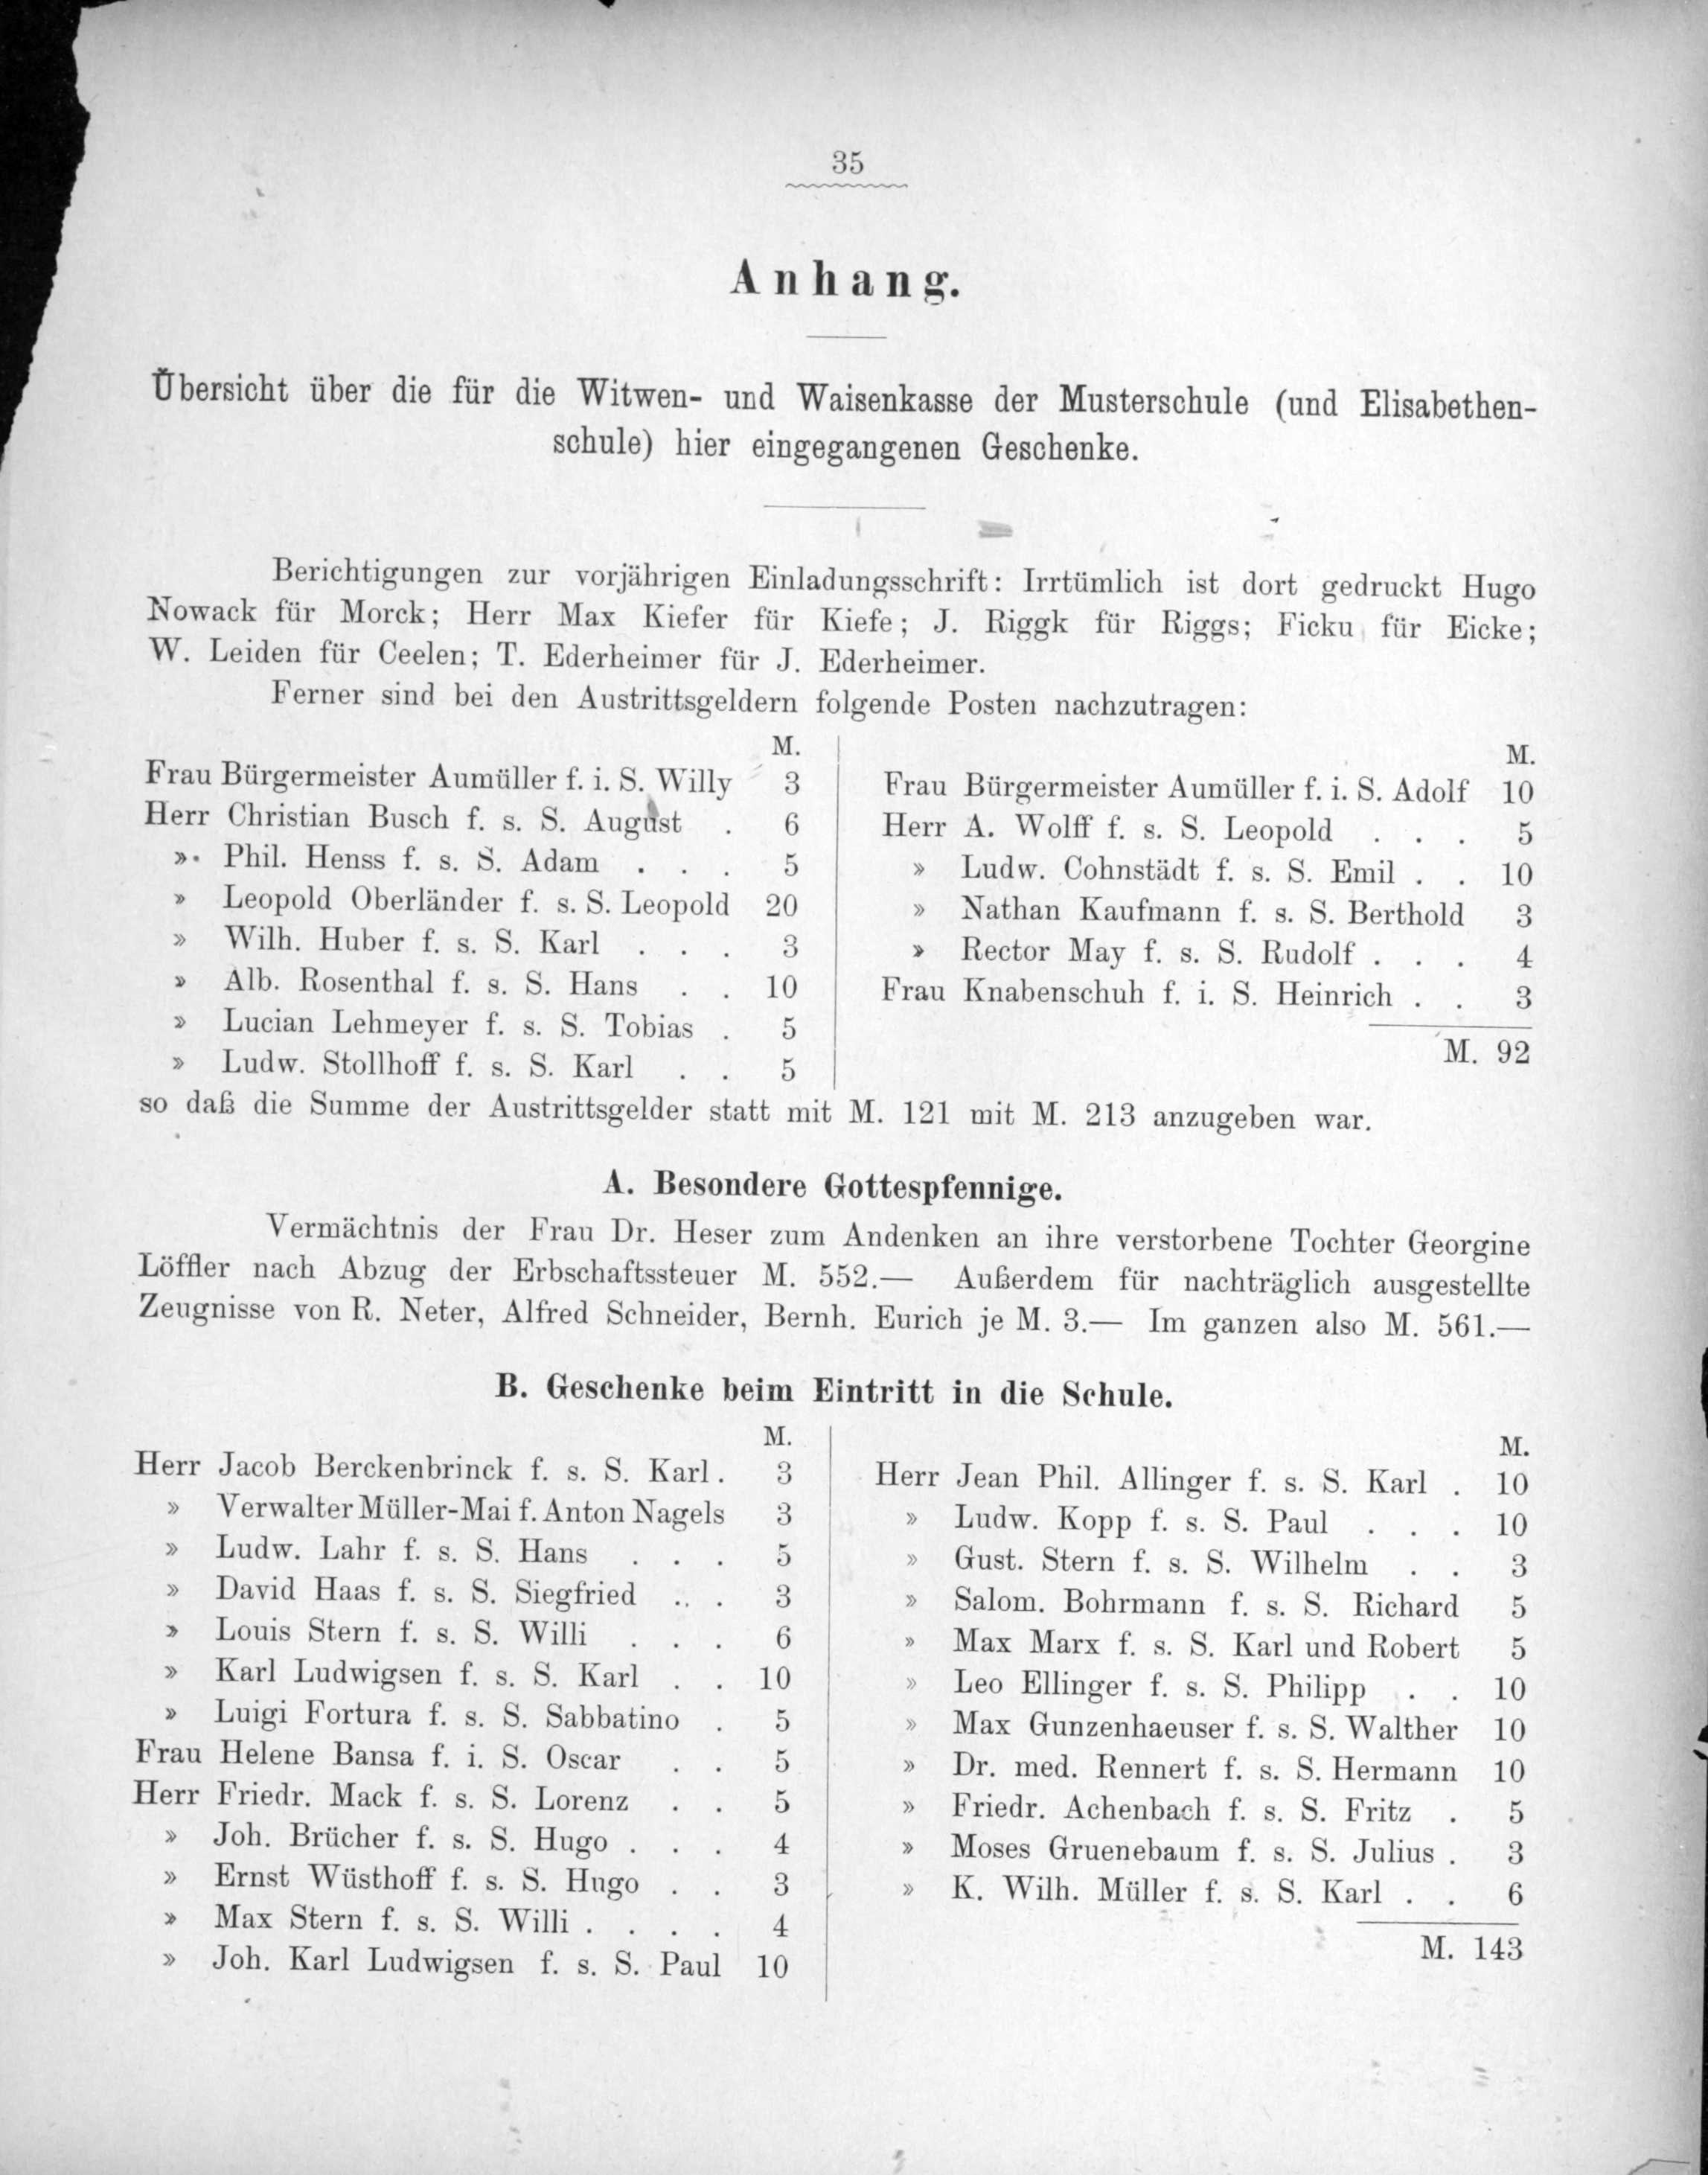 35
Anhang.
Übersicht über die für die Witwen- und Waisenkasse der Musterschule (und Elisabethen-
schule) hier eingegangenen Geschenke.
Berichtigungen zur vorjährigen Einladungsschrift: Irrtümlich ist dort gedruckt Hugo
Nowack für Morck; Herr Max Kiefer für Kiefe; J. Riggk für Riggs; Ficku für Eicke;
W. Leiden für Ceelen; T. Ederheimer für J. Ederheimer.
Ferner sind bei den Austrittsgeldern folgende Posten nachzutragen:
M.
Frau Bürgermeister Aumüller f. i. S. Willy 3
Herr Christian Busch f. s. S. August . 6
» Phil. Henss f. s. S. Adam . . . 5
» Leopold Oberländer f. s. S. Leopold 20
» Wilh. Huber f. s. S. Karl . . . 3
» Alb. Rosenthal f. s. S. Hans . . 10
» Lucian Lehmeyer f. s. S. Tobias . 5
» Ludw. Stollhoff f. s. S. Karl . . 5
M.
Frau Bürgermeister Aumüller f. i. S. Adolf 10
Herr A. Wolff f. s. S. Leopold . . . 5
» Ludw. Cohnstädt f. s. S. Emil . . 10
» Nathan Kaufmann f. s. S. Berthold 3
» Rector May f. s. S. Rudolf . . . 4
Frau Knabenschuh f. i. S. Heinrich . . 3
M. 92
so daß die Summe der Austrittsgelder statt mit M. 121 mit M. 213 anzugeben war.
A. Besondere Gottespfennige.
Vermächtnis der Frau Dr. Heser zum Andenken an ihre verstorbene Tochter Georgine
Löffler nach Abzug der Erbschaftssteuer M. 552.— Außerdem für nachträglich ausgestellte
Zeugnisse von R. Neter, Alfred Schneider, Bernh. Eurich je M. 3.— Im ganzen also M. 561.—
B. Geschenke beim Eintritt in die Schule.
M.
Herr Jacob Berckenbrinck f. s. S. Karl . 3
» Verwalter Müller-Mai f. Anton Nagels 3
» Ludw. Lahr f. s. S. Hans . . . 5
» David Haas f. s. S. Siegfried . . . 3
» Louis Stern f. s. S. Willi . . . 6
» Karl Ludwigsen f. s. S. Karl . . 10
» Luigi Fortura f. s. S. Sabbatino . 5
Frau Helene Bansa f. i. S. Oscar . . 5
Herr Friedr. Mack f. s. S. Lorenz . . 5
» Joh. Brücher f. s. S. Hugo . . . 4
» Ernst Wüsthoff f. s. S. Hugo . . 3
» Max Stern f. s. S. Willi . . . . 4
» Joh. Karl Ludwigsen f. s. S. Paul 10
M.
Herr Jean Phil. Allinger f. s. S. Karl . 10
» Ludw. Kopp f. s. S. Paul . . . 10
» Gust. Stern f. s. S. Wilhelm . . 3
» Salom. Bohrmann f. s. S. Richard 5
» Max Marx f. s. S. Karl und Robert 5
» Leo Ellinger f. s. S. Philipp . . 10
» Max Gunzenhaeuser f. s. S. Walther 10
» Dr. med. Rennert f. s. S. Hermann 10
» Friedr. Achenbach f. s. S. Fritz . 5
» Moses Gruenebaum f. s. S. Julius . 3
» K. Wilh. Müller f. s. S. Karl . . 6
M. 143